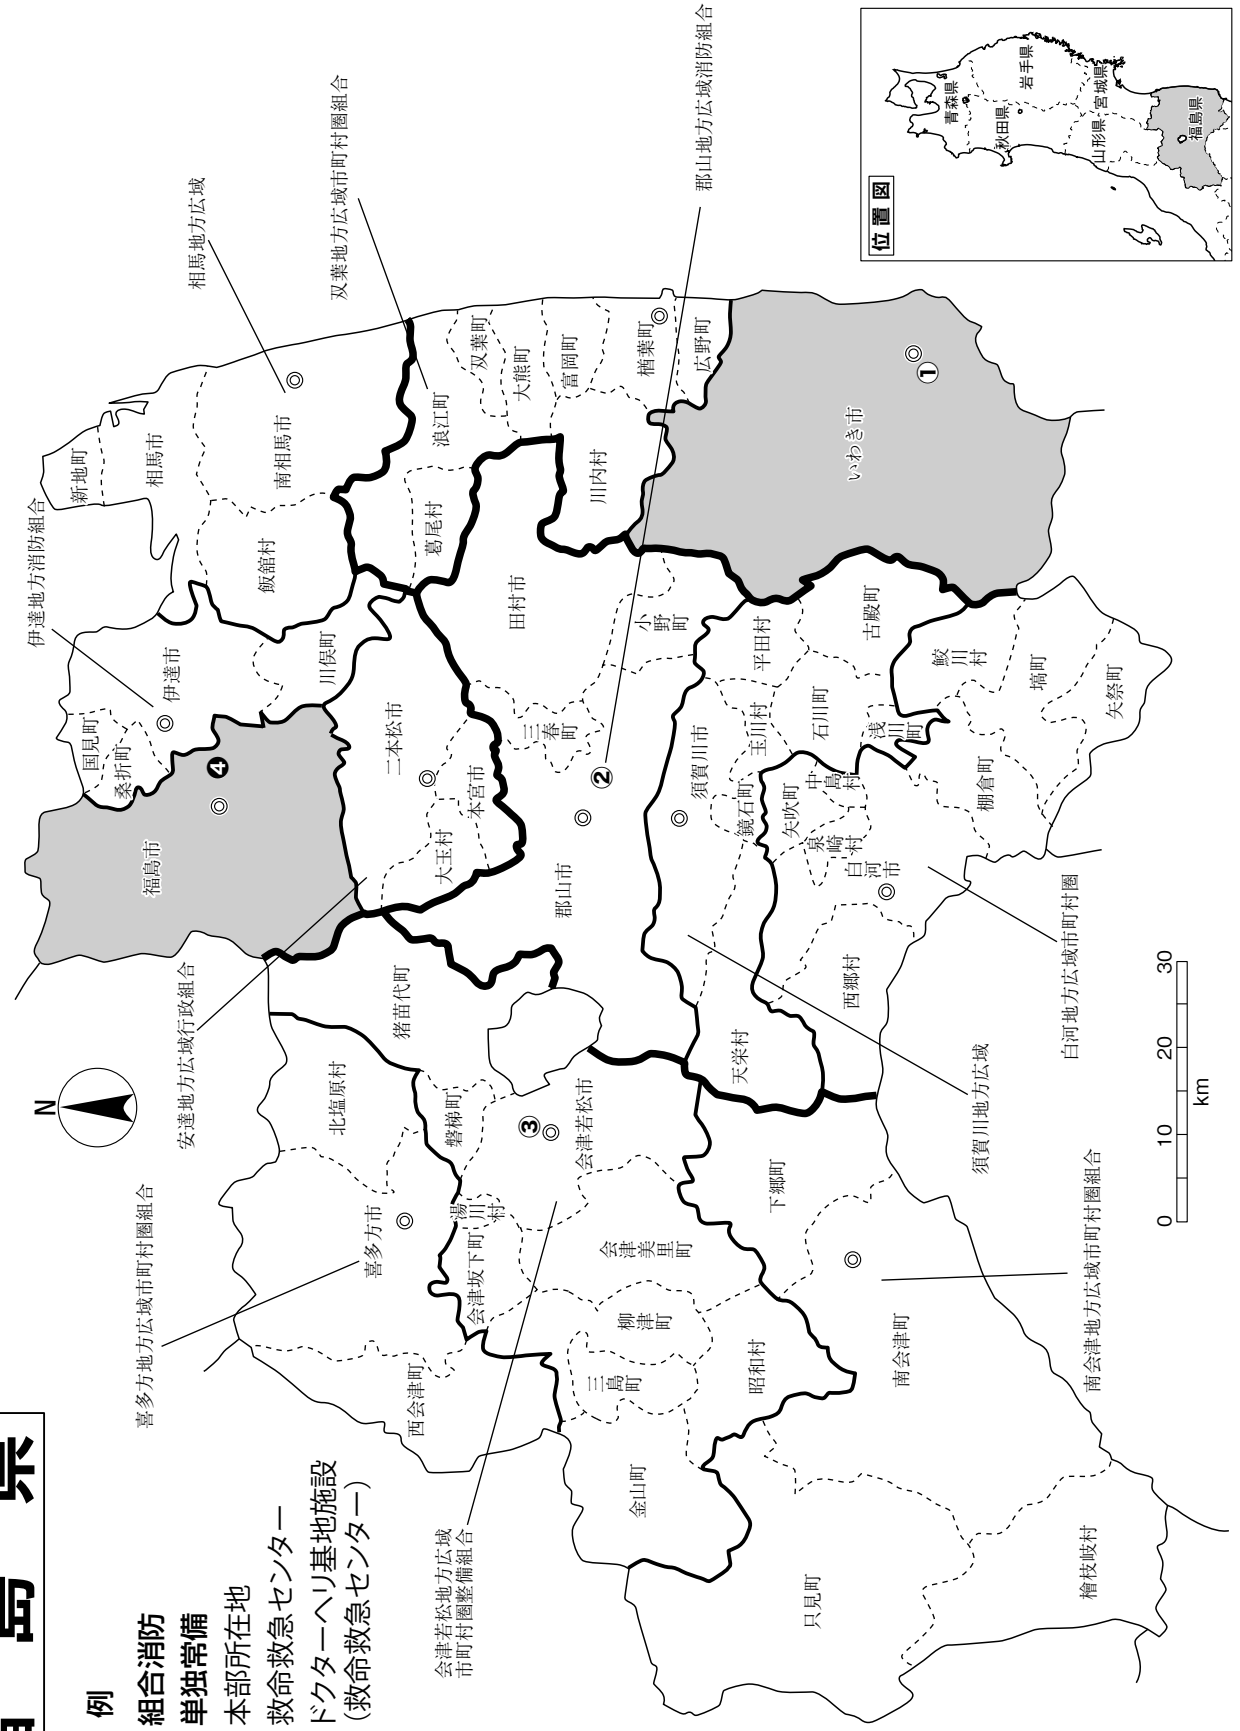 島県
例
組合消防
単独常備
本部所在地
救命救急センター
ドクターヘリ基地施設
（救命救急センター）
N
伊達地方消防組合
相馬地方広域
双葉地方広域市町村圏組合
郡山地方広域消防組合
安達地方広域行政組合
喜多方地方広域市町村圏組合
会津若松地方広域
市町村圏整備組合
白河地方広域市町村圏
須賀川地方広域
南会津地方広域市町村圏組合
新地町
相馬市
南相馬市
飯舘村
伊達市
国見町
桑折町
川俣町
福島市
④
二本松市
本宮市
大玉村
浪江町
葛尾村
双葉町
大熊町
富岡町
楢葉町
広野町
川内村
いわき市
①
田村市
小野町
三春町
郡山市
②
須賀川市
鏡石町
天栄村
玉川村
平田村
石川町
古殿町
浅川町
鮫川村
塙町
矢祭町
棚倉町
中島村
矢吹町
泉崎村
白河市
西郷村
猪苗代町
北塩原村
磐梯町
会津若松市
③
喜多方市
湯川村
会津坂下町
西会津町
会津美里町
柳津町
三島町
金山町
昭和村
下郷町
南会津町
只見町
檜枝岐村
0 10 20 30
km
位置図
青森県
岩手県
秋田県
宮城県
山形県
福島県